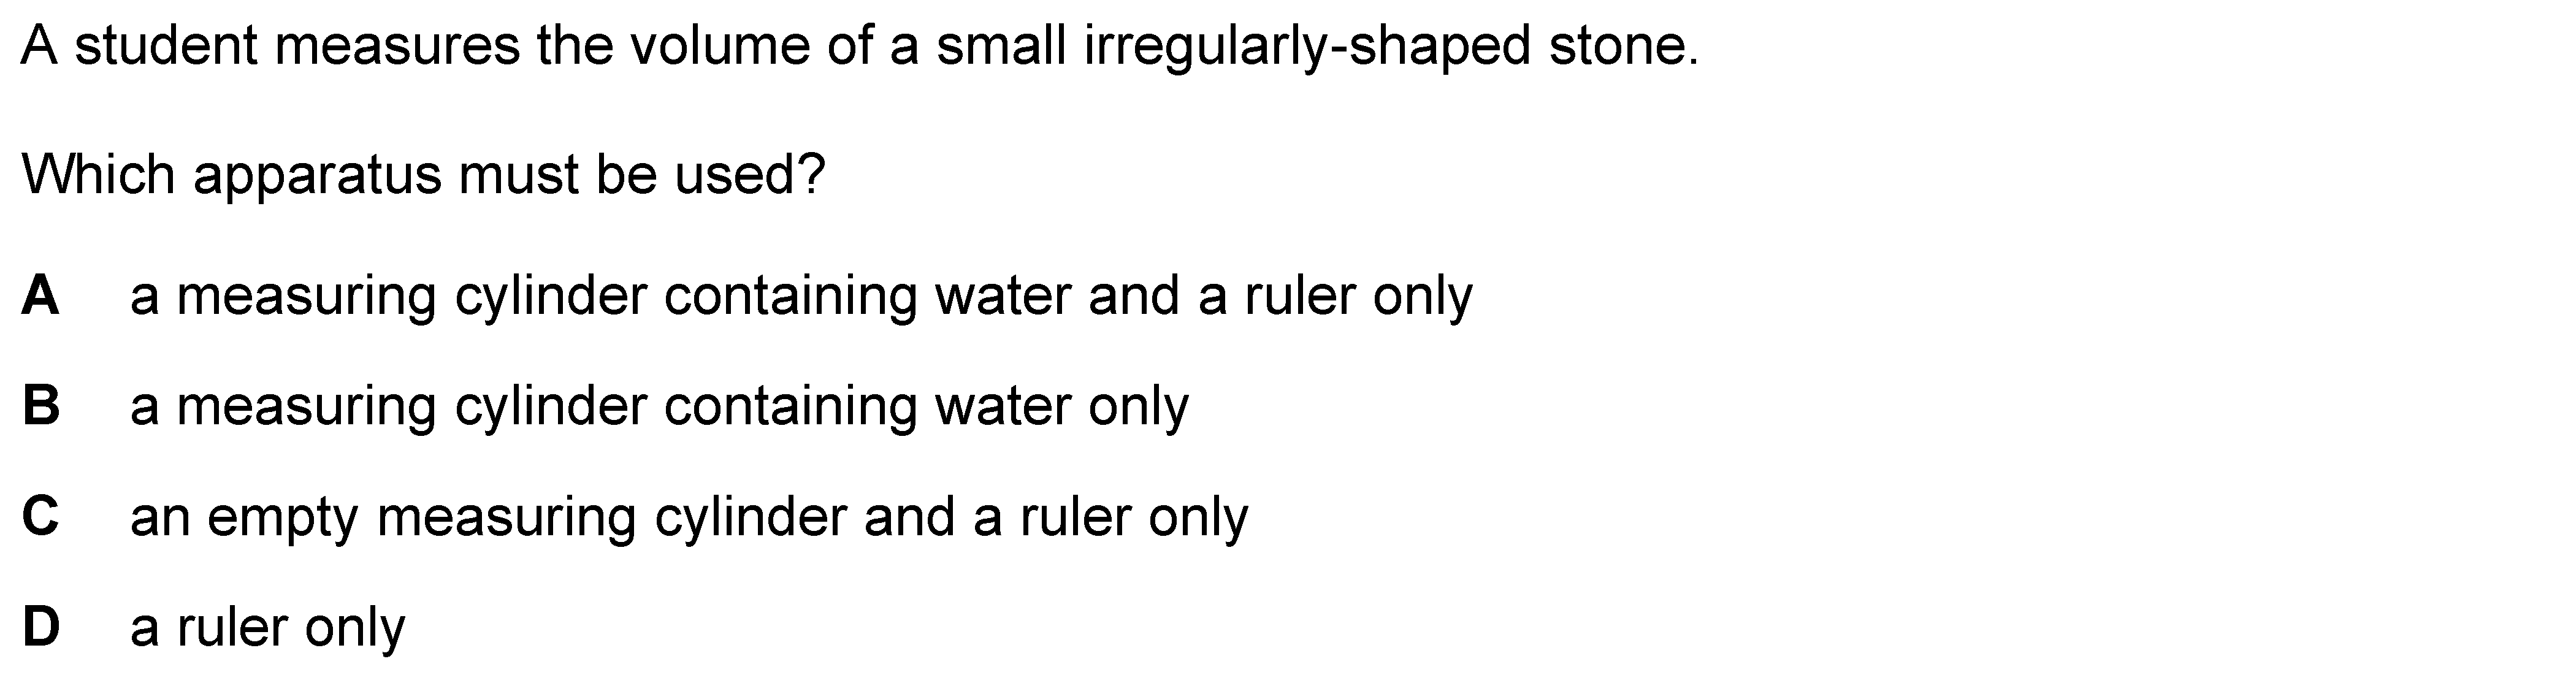 A student measures the volume of a small irregularly-shaped stone.
Which apparatus must be used?
A a measuring cylinder containing water and a ruler only
B a measuring cylinder containing water only
C an empty measuring cylinder and a ruler only
D a ruler only